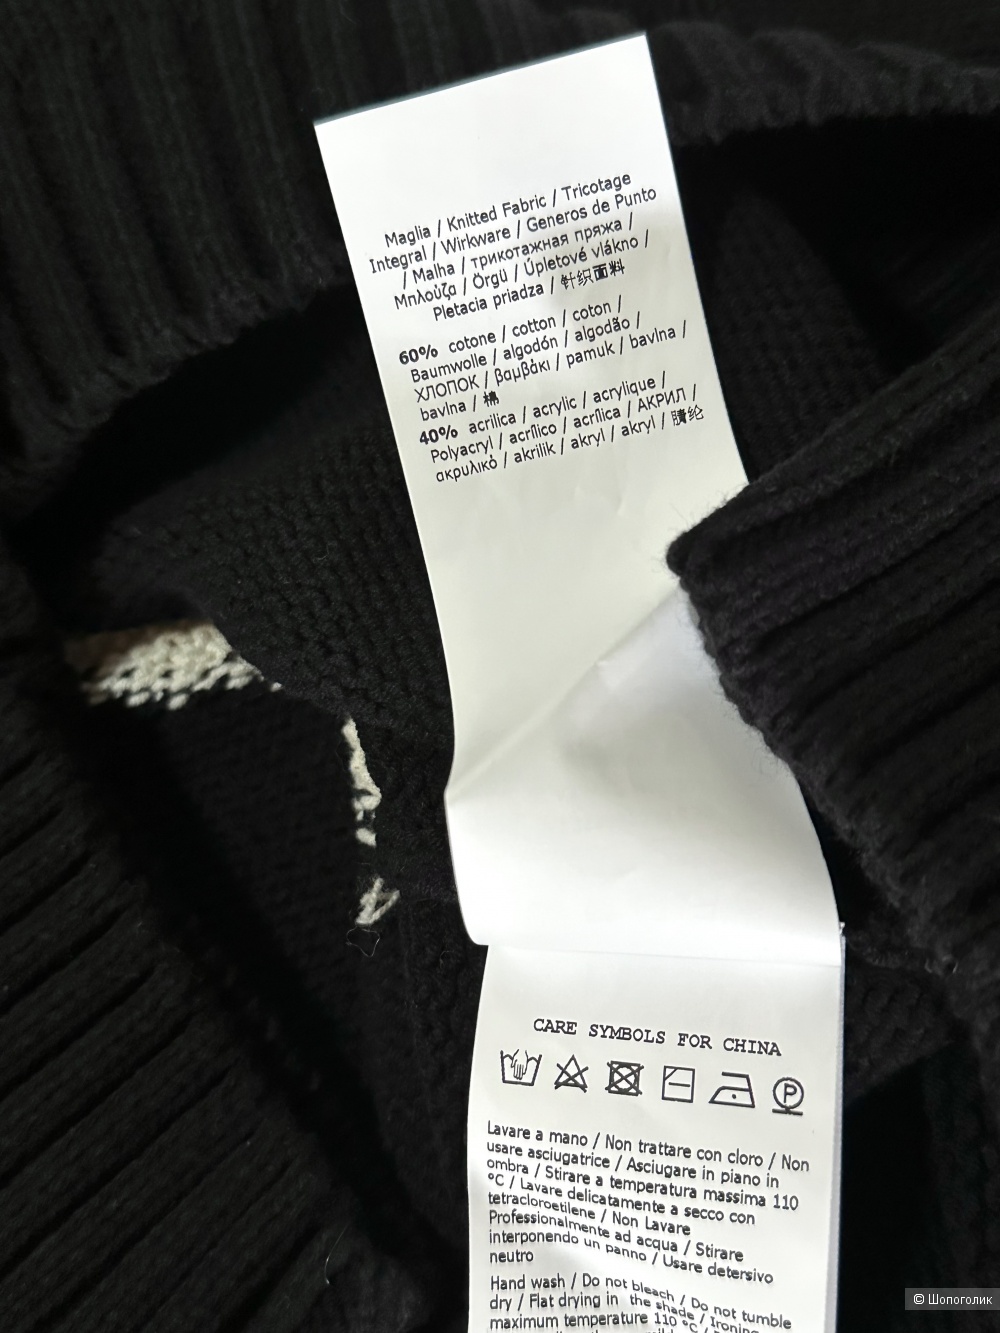 Maglia / Knitted Fabric / Tricotage
Integral / Wirkware / Generos de Punto
/ Malha / трикотажная пряжа /
Μπλούζα / Örgü / Úpletové vlákno /
Pletacia priadza / 针织面料
60% cotone / cotton / coton /
Baumwolle / algodón / algodão /
ХЛОПОК / βαμβάκι / pamuk / bavlna /
bavlna / 棉
40% acrilica / acrylic / acrylique /
Polyacryl / acrílico / acrílica / АКРИЛ /
ακρυλικό / akrilik / akryl / akryl / 腈纶
CARE SYMBOLS FOR CHINA
P
Lavare a mano / Non trattare con cloro / Non
usare asciugatrice / Asciugare in piano in
ombra / Stirare a temperatura massima 110
°C / Lavare delicatamente a secco con
tetracloroetilene / Non Lavare
Professionalmente ad acqua / Stirare
interponendo un panno / Usare detersivo
neutro
Hand wash / Do not bleach / Do not tumble
dry / Flat drying in the shade / Ironing
maximum temperature 110 °C /
© Шопоголик